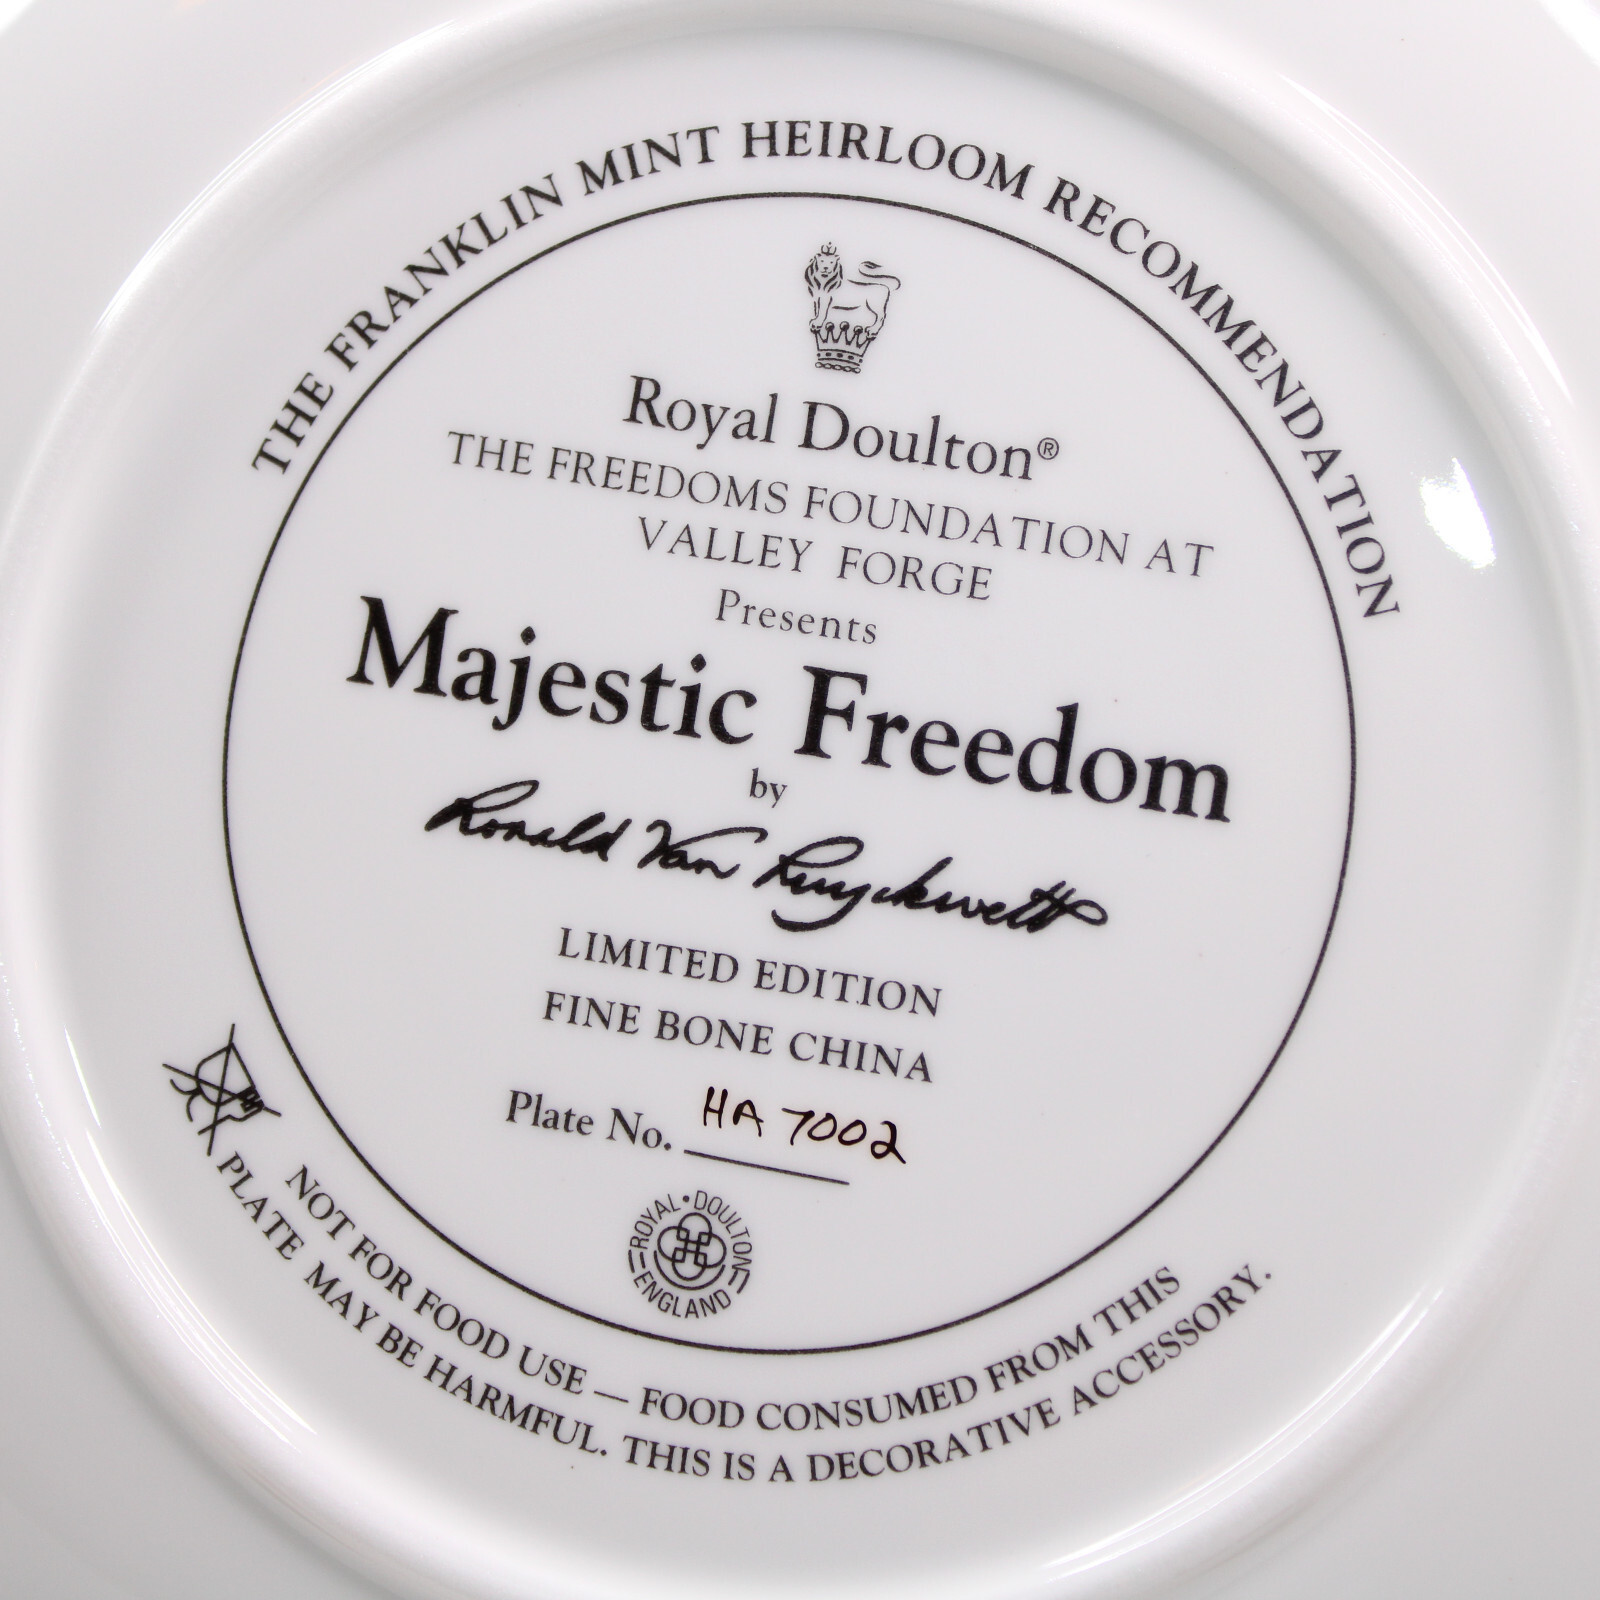 THE FRANKLIN MINT HEIRLOOM RECOMMENDATION
Royal Doulton®
THE FREEDOMS FOUNDATION AT
VALLEY FORGE
Presents
Majestic Freedom
by
Ronald Van Ruyckevelt
LIMITED EDITION
FINE BONE CHINA
Plate No. HA 7002
ROYAL • DOULTON
ENGLAND
NOT FOR FOOD USE — FOOD CONSUMED FROM THIS
PLATE MAY BE HARMFUL. THIS IS A DECORATIVE ACCESSORY.